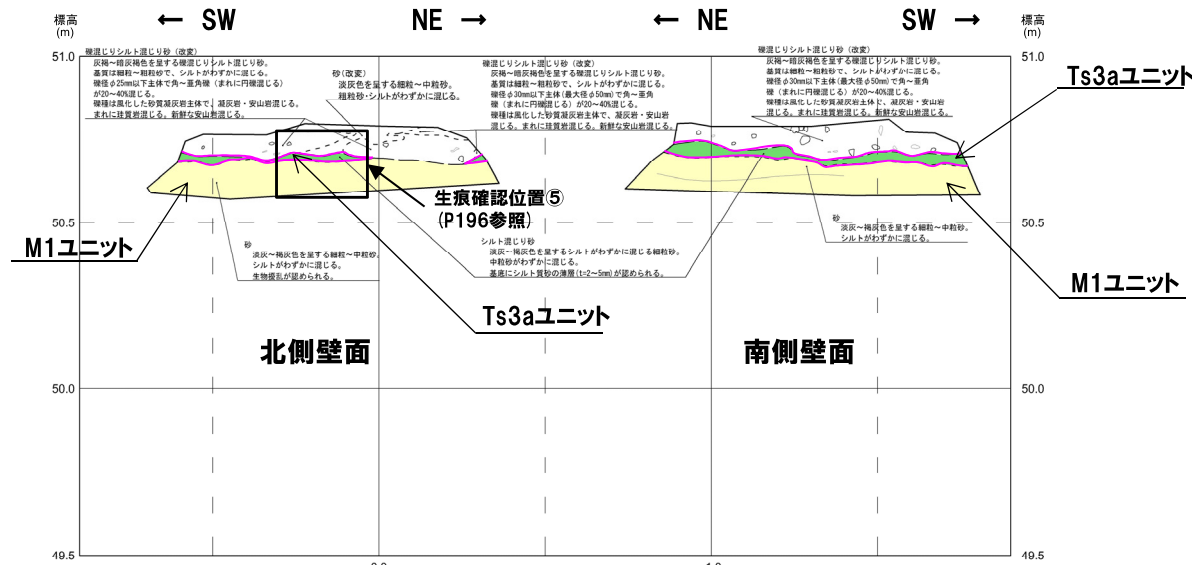 標高
(m)
← SW
NE →
← NE
SW →
標高
(m)
51.0
51.0
礫混じりシルト混じり砂（改変）
灰褐～暗灰褐色を呈する礫混じりシルト混じり砂。
基質は細粒～粗粒砂で、シルトがわずかに混じる。
礫径φ25mm以下主体で角～亜角礫（まれに円礫混じる）
が20～40%混じる。
礫種は風化した砂質凝灰岩主体で、凝灰岩・安山岩混じる。
まれに珪質岩混じる。新鮮な安山岩混じる。
砂（改変）
淡灰色を呈する細粒～中粒砂。
粗粒砂・シルトがわずかに混じる。
礫混じりシルト混じり砂（改変）
灰褐～暗灰褐色を呈する礫混じりシルト混じり砂。
基質は細粒～粗粒砂で、シルトがわずかに混じる。
礫径φ30mm以下主体（最大径φ50mm）で角～亜角
礫（まれに円礫混じる）が20～40%混じる。
礫種は風化した砂質凝灰岩主体で、凝灰岩・安山岩
混じる。まれに珪質岩混じる。新鮮な安山岩混じる。
礫混じりシルト混じり砂（改変）
灰褐～暗灰褐色を呈する礫混じりシルト混じり砂。
基質は細粒～粗粒砂で、シルトがわずかに混じる。
礫径φ30mm以下主体(最大径φ50mm)で角～亜角
礫（まれに円礫混じる）が20～40%混じる。
礫種は風化した砂質凝灰岩主体で、凝灰岩・安山岩
混じる。まれに珪質岩混じる。新鮮な安山岩混じる。
Ts3aユニット
生痕確認位置⑤
(P196参照)
50.5
50.5
M1ユニット
砂
淡灰～褐灰色を呈する細粒～中粒砂。
シルトがわずかに混じる。
生物擾乱が認められる。
シルト混じり砂
淡灰～褐灰色を呈するシルトがわずかに混じる細粒砂。
中粒砂がわずかに混じる。
基底にシルト質砂の薄層(t=2～5mm)が認められる。
砂
淡灰～褐灰色を呈する細粒～中粒砂。
シルトがわずかに混じる。
M1ユニット
Ts3aユニット
北側壁面
南側壁面
50.0
50.0
49.5
49.5